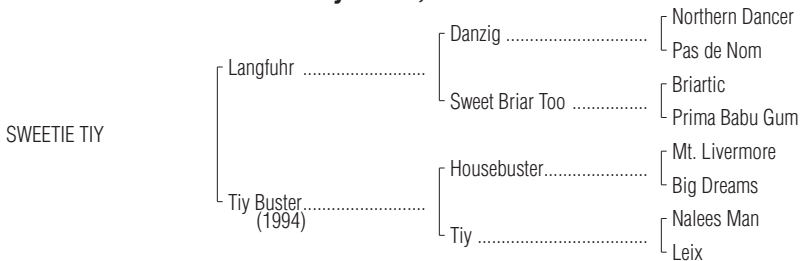 Northern Dancer
Danzig ................................
Pas de Nom
Langfuhr ............................
Briartic
Sweet Briar Too .................
Prima Babu Gum
SWEETIE TIY
Mt. Livermore
Housebuster.......................
Big Dreams
Tiy Buster............................
(1994)
Nalees Man
Tiy .......................................
Leix